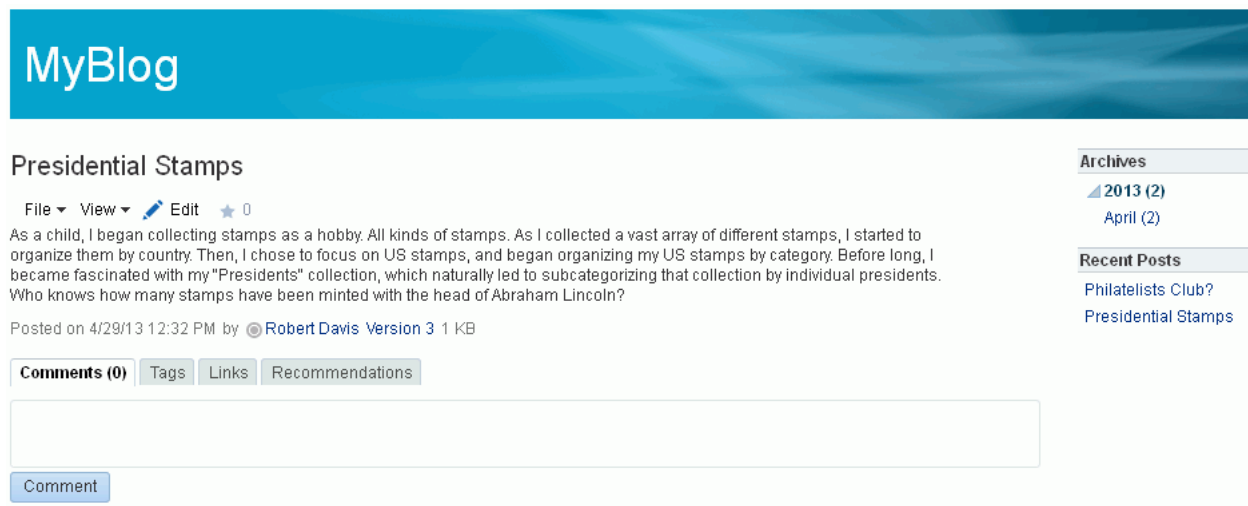 MyBlog
Presidential Stamps
File View Edit 0
As a child, I began collecting stamps as a hobby. All kinds of stamps. As I collected a vast array of different stamps, I started to
organize them by country. Then, I chose to focus on US stamps, and began organizing my US stamps by category. Before long, I
became fascinated with my "Presidents" collection, which naturally led to subcategorizing that collection by individual presidents.
Who knows how many stamps have been minted with the head of Abraham Lincoln?
Posted on 4/29/13 12:32 PM by Robert Davis Version 3 1 KB
Comments (0) Tags Links Recommendations
Comment
Archives
2013 (2)
April (2)
Recent Posts
Philatelists Club?
Presidential Stamps